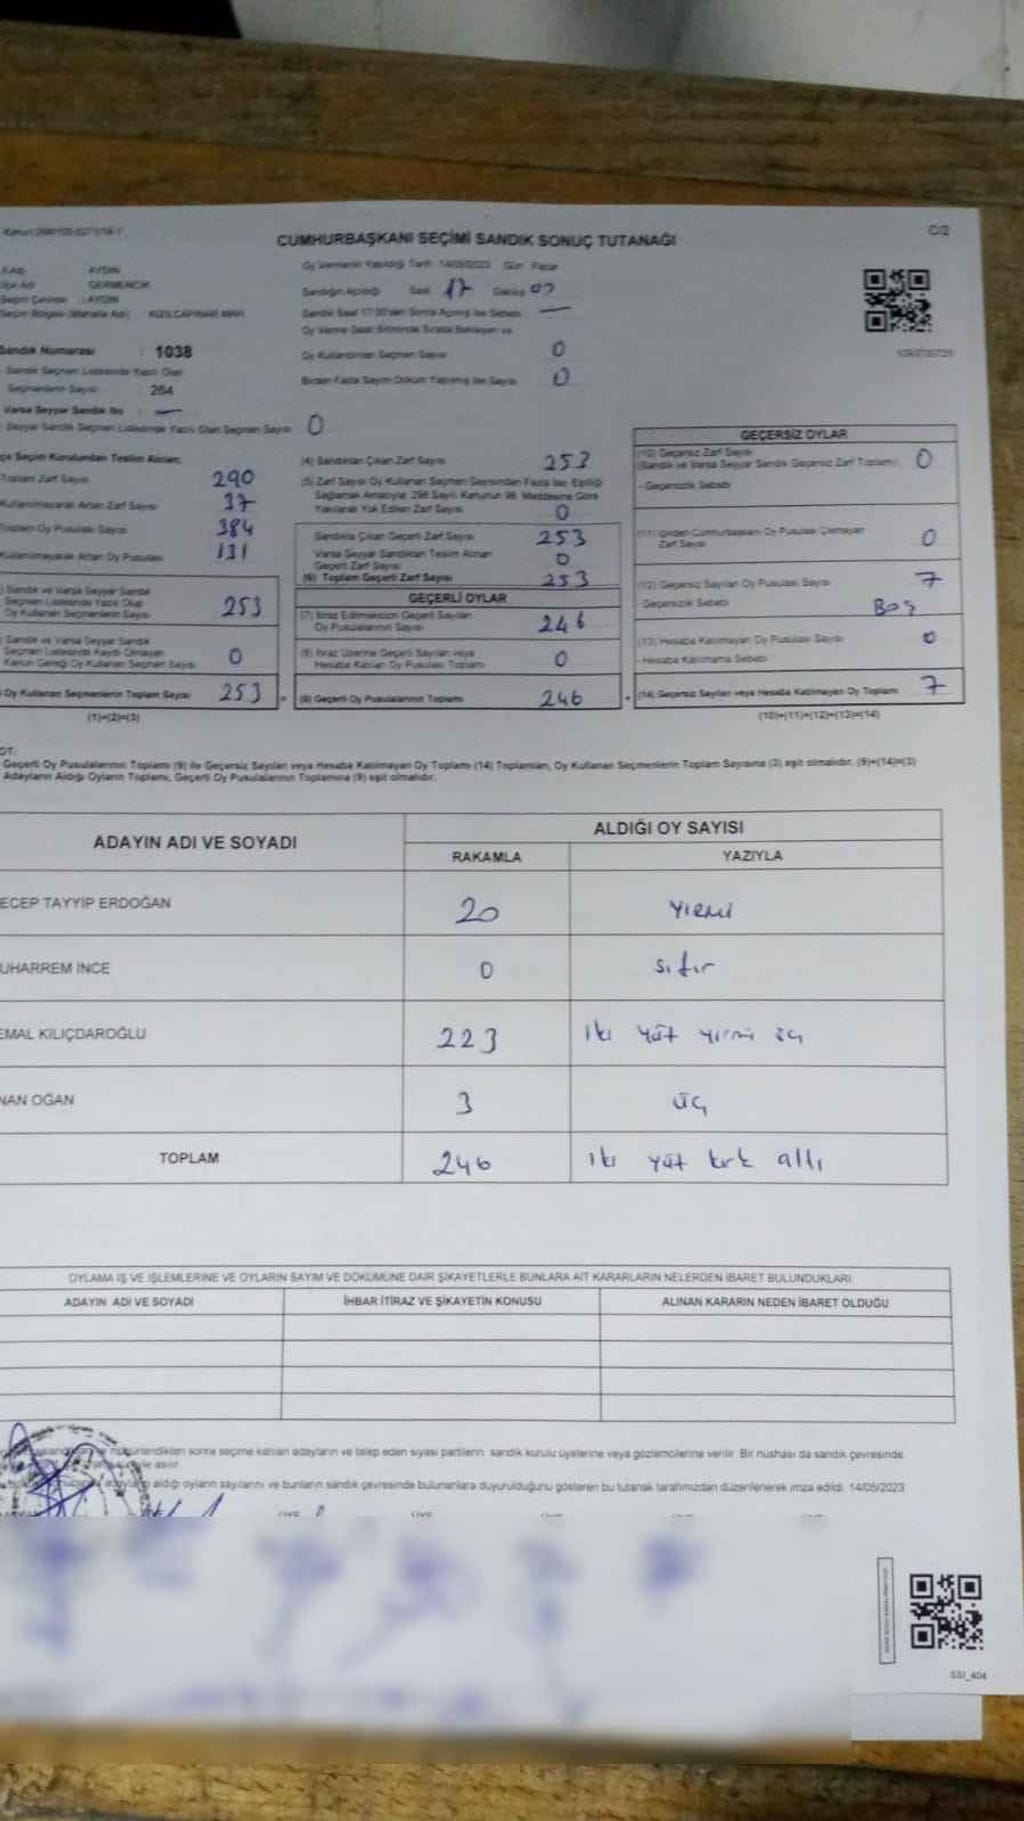 CUMHURBAŞKANI SEÇİMİ SANDIK SONUÇ TUTANAĞI
C/2
Oy Vermenin Yapıldığı Tarih: 14/05/2023 Gün: Pazar
AYDIN
GERMENCİK
AYDIN
Sandığın Açıldığı Saat 17 Dakika 02
Sandık Saat 17:00'den Sonra Açılmış İse Sebebi —
KIZILCAPINAR MAH.
Oy Verme Saati Bitiminde Sırada Bekleyen ve
Oy Kullandırılan Seçmen Sayısı 0
Sandık Numarası : 1038
Birden Fazla Sayım Döküm Yapılmış İse Sayısı 0
Sandık Seçmen Listesinde Yazılı Olan
Seçmenlerin Sayısı: 264
Varsa Seyyar Sandık No —
Seyyar Sandık Seçmen Listesinde Yazılı Olan Seçmen Sayısı 0
İlçe Seçim Kurulundan Teslim Alınan;
Toplam Zarf Sayısı 290
Kullanılmayarak Artan Zarf Sayısı 37
Toplam Oy Pusulası Sayısı 384
Kullanılmayarak Artan Oy Pusulası 131
Sandık ve Varsa Seyyar Sandık
Seçmen Listesinde Yazılı Olup
Oy Kullanan Seçmenlerin Sayısı 253
Sandık ve Varsa Seyyar Sandık
Seçmen Listesinde Kayıtlı Olmayan
Kanun Gereği Oy Kullanan Seçmen Sayısı 0
Oy Kullanan Seçmenlerin Toplam Sayısı 253
(1)+(2)=(3)
(4) Sandıktan Çıkan Zarf Sayısı 253
(5) Zarf Sayısı Oy Kullanan Seçmen Sayısından Fazla İse, Eşitliği
Sağlamak Amacıyla 298 Sayılı Kanunun 98. Maddesine Göre
Yakılarak Yok Edilen Zarf Sayısı 0
Sandıkta Çıkan Geçerli Zarf Sayısı 253
Varsa Seyyar Sandıktan Teslim Alınan
Geçerli Zarf Sayısı 0
(6) Toplam Geçerli Zarf Sayısı 253
GEÇERLİ OYLAR
(7) İtiraz Edilmeksizin Geçerli Sayılan
Oy Pusulalarının Sayısı 246
(8) İtiraz Üzerine Geçerli Sayılan veya
Hesaba Katılan Oy Pusulası Toplamı 0
(9) Geçerli Oy Pusulalarının Toplamı 246
GEÇERSİZ OYLAR
(10) Geçersiz Zarf Sayısı
(Sandık ve Varsa Seyyar Sandık Geçersiz Zarf Toplamı) 0
- Geçersizlik Sebebi
(11) İçinden Cumhurbaşkanı Oy Pusulası Çıkmayan
Zarf Sayısı 0
(12) Geçersiz Sayılan Oy Pusulası Sayısı 7
Geçersizlik Sebebi Boş
(13) Hesaba Katılmayan Oy Pusulası Sayısı 0
- Hesaba Katılmama Sebebi
(14) Geçersiz Sayılan veya Hesaba Katılmayan Oy Toplamı 7
(10)+(11)+(12)+(13)=(14)
OT:
Geçerli Oy Pusulalarının Toplamı (9) ile Geçersiz Sayılan veya Hesaba Katılmayan Oy Toplamı (14) Toplamları, Oy Kullanan Seçmenlerin Toplam Sayısına (3) eşit olmalıdır. (9)+(14)=(3)
Adayların Aldığı Oyların Toplamı, Geçerli Oy Pusulalarının Toplamına (9) eşit olmalıdır.
ADAYIN ADI VE SOYADI
ALDIĞI OY SAYISI
RAKAMLA YAZIYLA
ECEP TAYYİP ERDOĞAN 20 yirmi
UHARREM İNCE 0 sıfır
EMAL KILIÇDAROĞLU 223 iki yüz yirmi üç
NAN OĞAN 3 üç
TOPLAM 246 iki yüz kırk altı
OYLAMA İŞ VE İŞLEMLERİNE VE OYLARIN SAYIM VE DÖKÜMÜNE DAİR ŞİKAYETLERLE BUNLARA AİT KARARLARIN NELERDEN İBARET BULUNDUKLARI
ADAYIN ADI VE SOYADI İHBAR İTİRAZ VE ŞİKAYETİN KONUSU ALINAN KARARIN NEDEN İBARET OLDUĞU
mühürlendikten sonra seçime katılan adayların ve talep eden siyasi partilerin sandık kurulu üyelerine veya gözlemcilerine verilir. Bir nüshası da sandık çevresinde
asılır.
aldığı oyların sayılarını ve bunların sandık çevresinde bulunanlara duyurulduğunu gösteren bu tutanak tarafımızdan düzenlenerek imza edildi. 14/05/2023
SSI_404